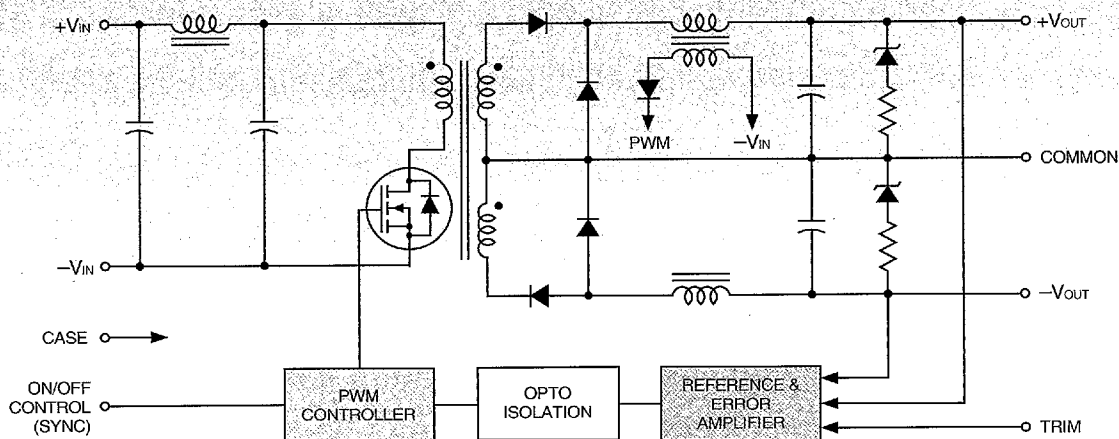 +VIN
+VOUT
PWM
−VIN
COMMON
−VIN
−VOUT
CASE
ON/OFF
CONTROL
(SYNC)
PWM
CONTROLLER
OPTO
ISOLATION
REFERENCE &
ERROR
AMPLIFIER
TRIM